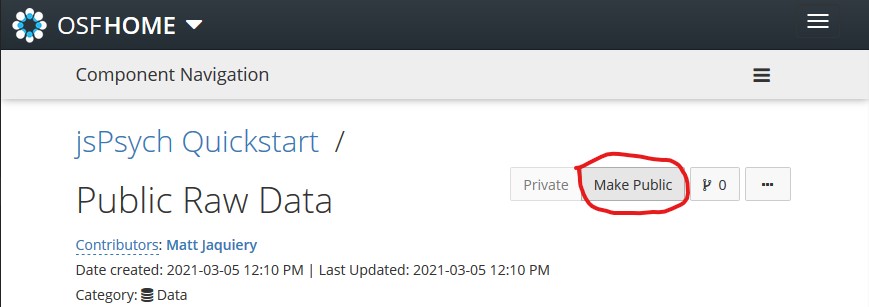 OSFHOME
Component Navigation
jsPsych Quickstart /
Private Make Public 0
Public Raw Data
Contributors: Matt Jaquiery
Date created: 2021-03-05 12:10 PM | Last Updated: 2021-03-05 12:10 PM
Category: Data